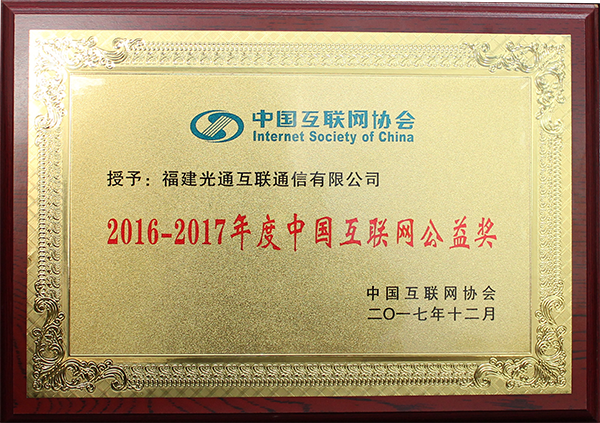 中国互联网协会
Internet Society of China
授予：福建光通互联通信有限公司
2016-2017年度中国互联网公益奖
中国互联网协会
二〇一七年十二月